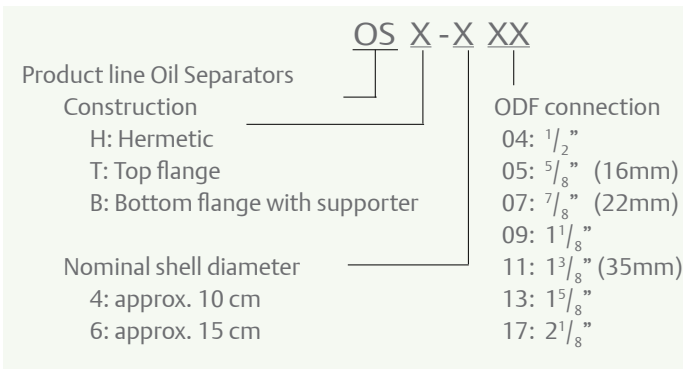 OS X - X XX
Product line Oil Separators
Construction
H: Hermetic
T: Top flange
B: Bottom flange with supporter
Nominal shell diameter
4: approx. 10 cm
6: approx. 15 cm
ODF connection
04: 1/2”
05: 5/8” (16mm)
07: 7/8” (22mm)
09: 1 1/8”
11: 1 3/8” (35mm)
13: 1 5/8”
17: 2 1/8”